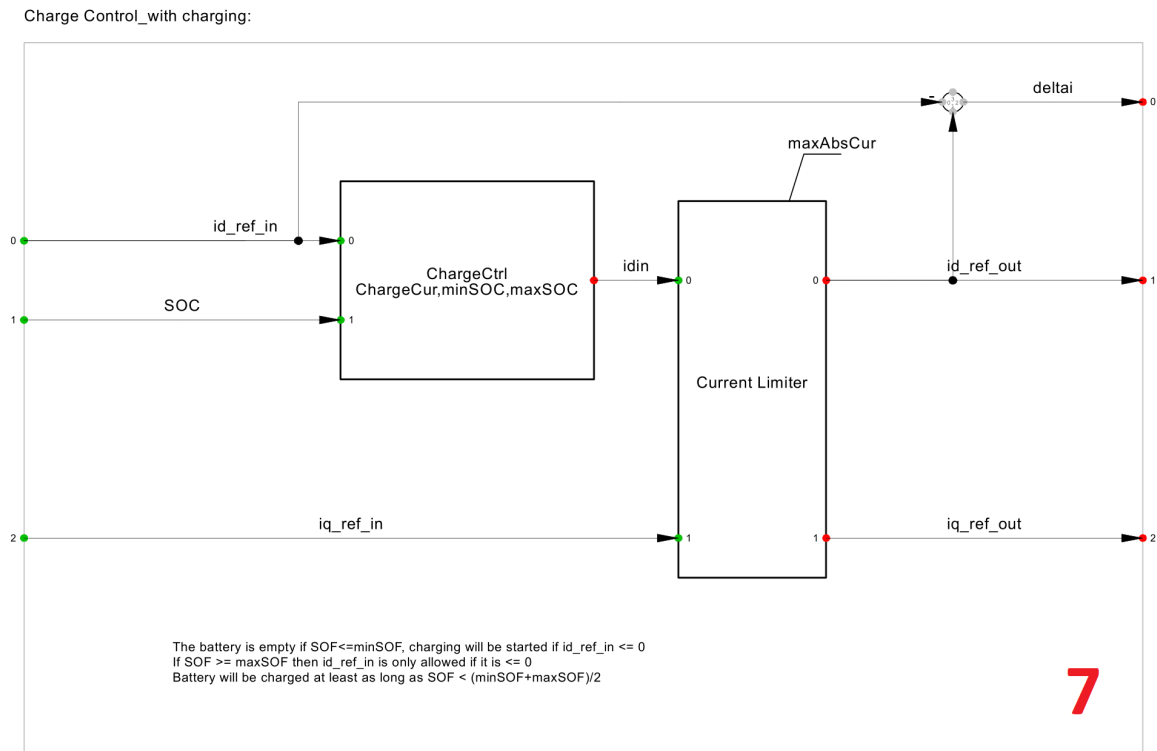 Charge Control_with charging:
deltai
0
maxAbsCur
id_ref_in
0
0
ChargeCtrl
ChargeCur,minSOC,maxSOC
idin
0
0
id_ref_out
1
SOC
1
1
Current Limiter
iq_ref_in
2
1
1
iq_ref_out
2
The battery is empty if SOF<=minSOF, charging will be started if id_ref_in <= 0
If SOF >= maxSOF then id_ref_in is only allowed if it is <= 0
Battery will be charged at least as long as SOF < (minSOF+maxSOF)/2
7